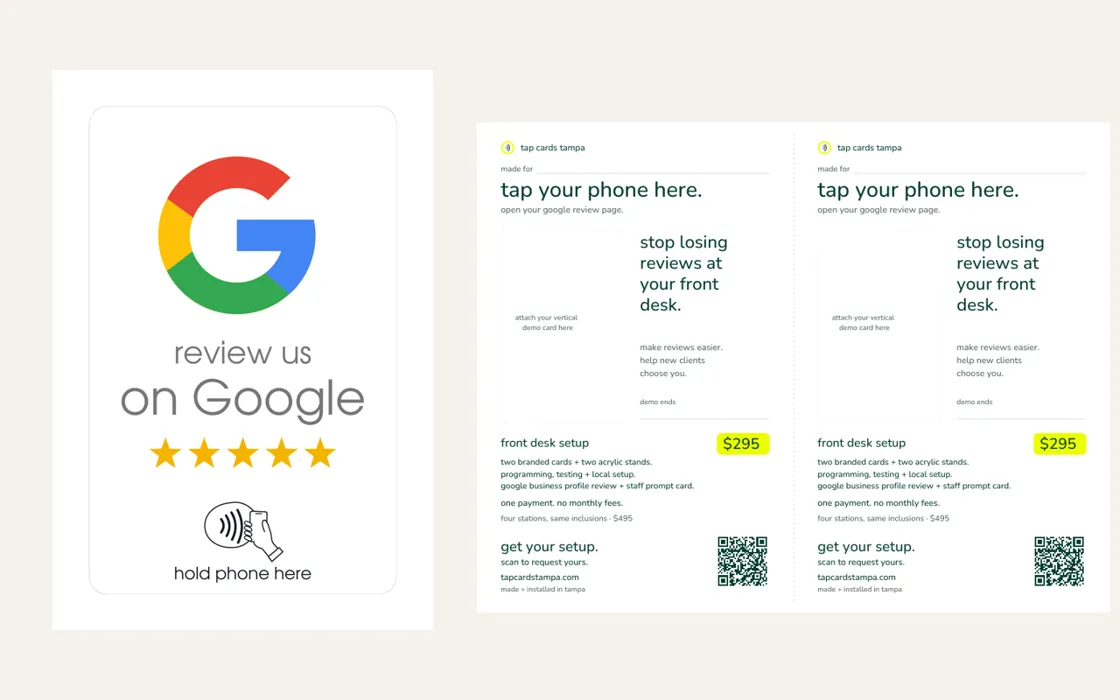 review us
on Google
hold phone here
tap cards tampa
made for
tap your phone here.
open your google review page.
attach your vertical
demo card here
stop losing
reviews at
your front
desk.
make reviews easier.
help new clients
choose you.
demo ends
front desk setup
$295
two branded cards + two acrylic stands.
programming, testing + local setup.
google business profile review + staff prompt card.
one payment. no monthly fees.
four stations, same inclusions · $495
get your setup.
scan to request yours.
tapcardstampa.com
made + installed in tampa
tap cards tampa
made for
tap your phone here.
open your google review page.
attach your vertical
demo card here
stop losing
reviews at
your front
desk.
make reviews easier.
help new clients
choose you.
demo ends
front desk setup
$295
two branded cards + two acrylic stands.
programming, testing + local setup.
google business profile review + staff prompt card.
one payment. no monthly fees.
four stations, same inclusions · $495
get your setup.
scan to request yours.
tapcardstampa.com
made + installed in tampa